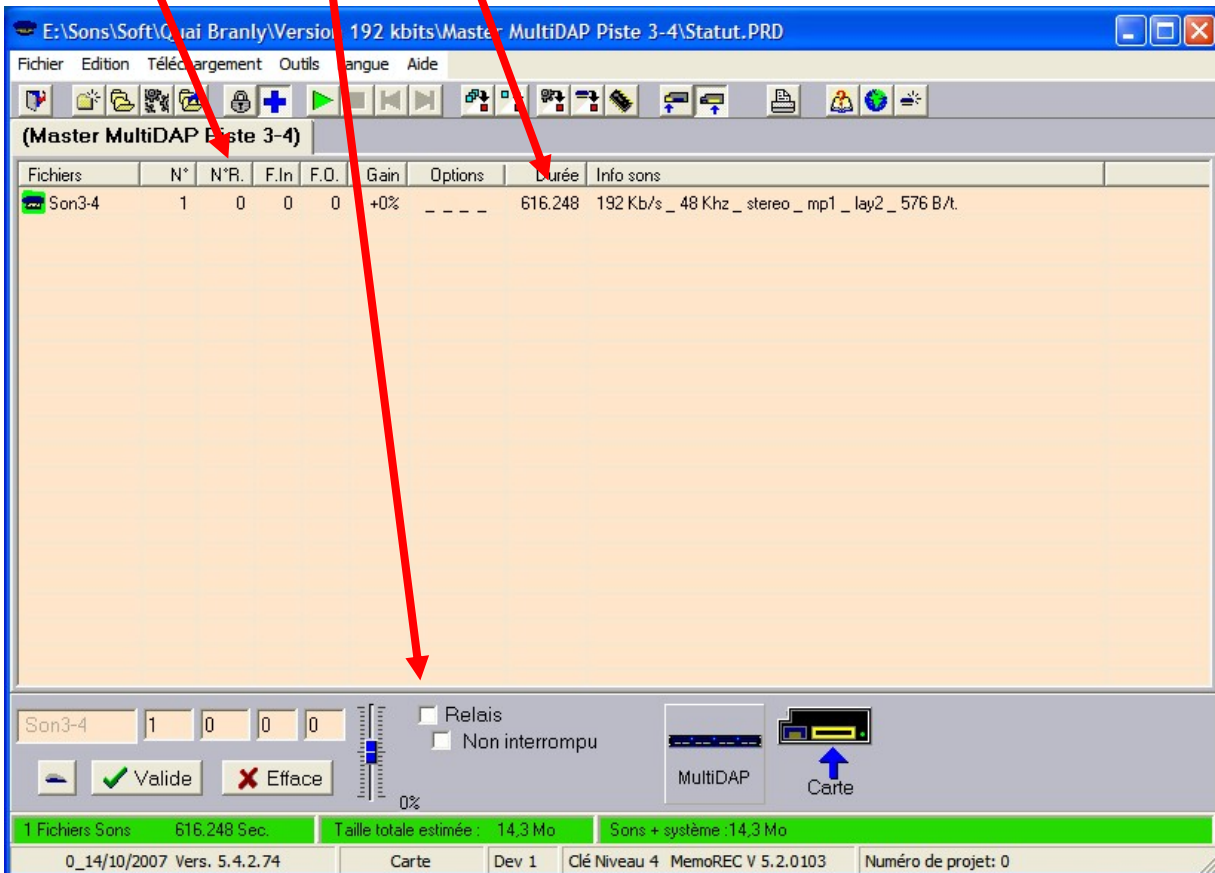 E:\Sons\Soft\Quai Branly\Version 192 kbits\Master MultiDAP Piste 3-4\Statut.PRD
Fichier Edition Téléchargement Outils Langue Aide
(Master MultiDAP Piste 3-4)
Fichiers N° N°R. F.In F.O. Gain Options Durée Info sons
Son3-4 1 0 0 0 +0% _ _ _ _ 616.248 192 Kb/s _ 48 Khz _ stereo _ mp1 _ lay2 _ 576 B/t.
Son3-4 1 0 0 0
Relais
Non interrompu
Valide Efface
0%
MultiDAP
Carte
1 Fichiers Sons 616.248 Sec. Taille totale estimée : 14,3 Mo Sons + système :14,3 Mo
0_14/10/2007 Vers. 5.4.2.74 Carte Dev 1 Clé Niveau 4 MemoREC V 5.2.0103 Numéro de projet: 0